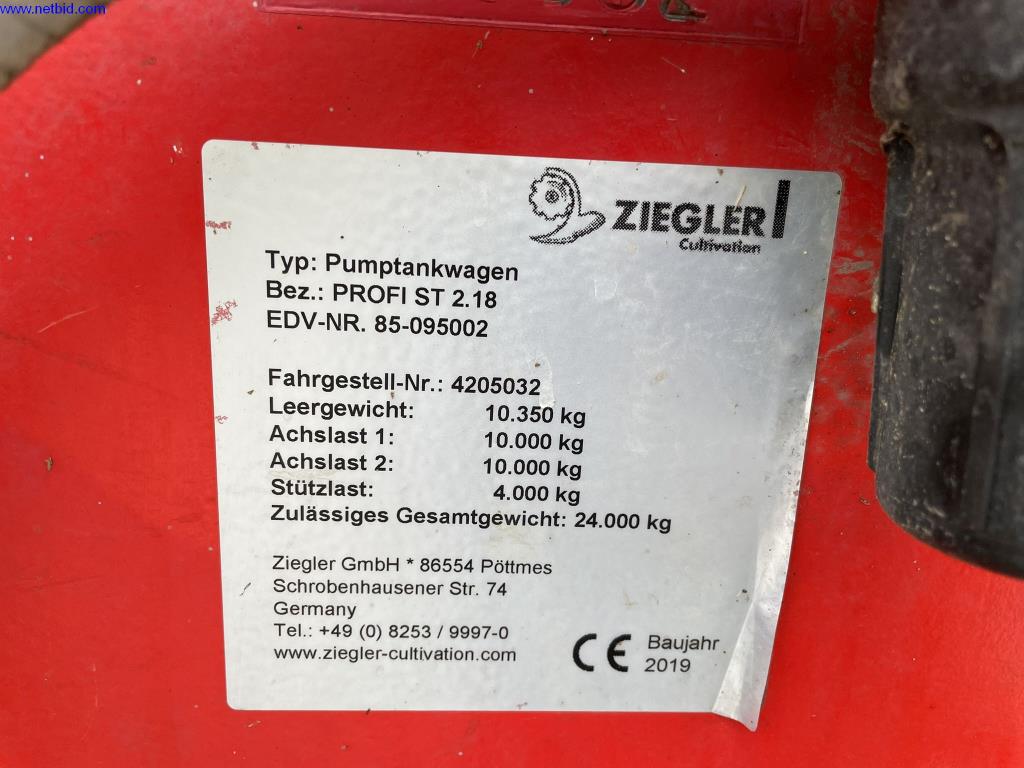 www.netbid.com
ZIEGLER
Cultivation
Typ: Pumptankwagen
Bez.: PROFI ST 2.18
EDV-NR. 85-095002
Fahrgestell-Nr.: 4205032
Leergewicht: 10.350 kg
Achslast 1: 10.000 kg
Achslast 2: 10.000 kg
Stützlast: 4.000 kg
Zulässiges Gesamtgewicht: 24.000 kg
Ziegler GmbH * 86554 Pöttmes
Schrobenhausener Str. 74
Germany
Tel.: +49 (0) 8253 / 9997-0
www.ziegler-cultivation.com
CE Baujahr
2019